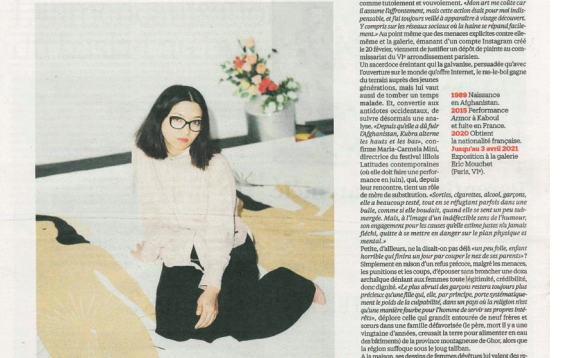 comme tutoiement et vouvoiement. «Mon art me coûte car
il assume l'affrontement, mais cette action était pour moi indis-
pensable, et j'ai toujours veillé à apparaître à visage découvert.
Y compris sur les réseaux sociaux où la haine se répand facile-
ment.» Au point même que des menaces explicites contre elle-
même et la galerie, émanant d'un compte Instagram créé
le 20 février, viennent de justifier un dépôt de plainte au com-
missariat du VIe arrondissement parisien.
Un sacerdoce éreintant qui la galvanise, persuadée qu'avec
l'ouverture sur le monde qu'offre Internet, le ras-le-bol gagne
du terrain auprès des jeunes
générations, mais lui vaut
aussi de tomber un temps
malade. Et, convertie aux
antidotes occidentaux, de
suivre désormais une ana-
lyse. «Depuis qu'elle a dû fuir
l'Afghanistan, Kubra alterne
les hauts et les bas», con-
firme Maria-Carmela Mini,
directrice du festival lillois
Latitudes contemporaines
(où elle doit faire une perfor-
mance en juin), qui, depuis
leur rencontre, tient un rôle
de mère de substitution. «Sorties, cigarettes, alcool, garçons,
elle a beaucoup testé, tout en se réfugiant parfois dans une
bulle, comme si elle boudait, quand elle se sent un peu sub-
mergée. Mais, à l'image d'un indéfectible sens de l'humour,
son engagement pour les causes qu'elle estime justes n'a jamais
fléchi, quitte à se mettre en danger sur le plan physique et
mental.»
Petite, d'ailleurs, ne la disait-on pas déjà «un peu folle, enfant
horrible qui finira un jour par couper le nez de ses parents»?
Simplement en raison d'un refus précoce, malgré les menaces,
les punitions et les coups, d'épouser sans broncher une doxa
archaïque déniant aux femmes toute légitimité, crédibilité,
donc dignité. «Le plus abruti des garçons restera toujours plus
précieux qu'une fille qui, elle, par principe, porte systématique-
ment le poids de la culpabilité, dans un pays où la religion n'est
qu'une manière fourbe pour l'homme de servir ses propres inté-
rêts», déplore celle qui grandit entourée de neuf frères et
sœurs dans une famille défavorisée (le père, mort il y a une
vingtaine d'années, creusait la terre pour alimenter en eau
des bâtiments) de la province montagneuse de Ghor, alors que
la région suffoque sous le joug taliban.
A la maison, ses dessins de femmes dévêtues lui valent des
1989 Naissance
en Afghanistan.
2015 Performance
Armor à Kaboul
et fuite en France.
2020 Obtient
la nationalité française.
Jusqu'au 3 avril 2021
Exposition à la galerie
Eric Mouchet
(Paris, VIe).